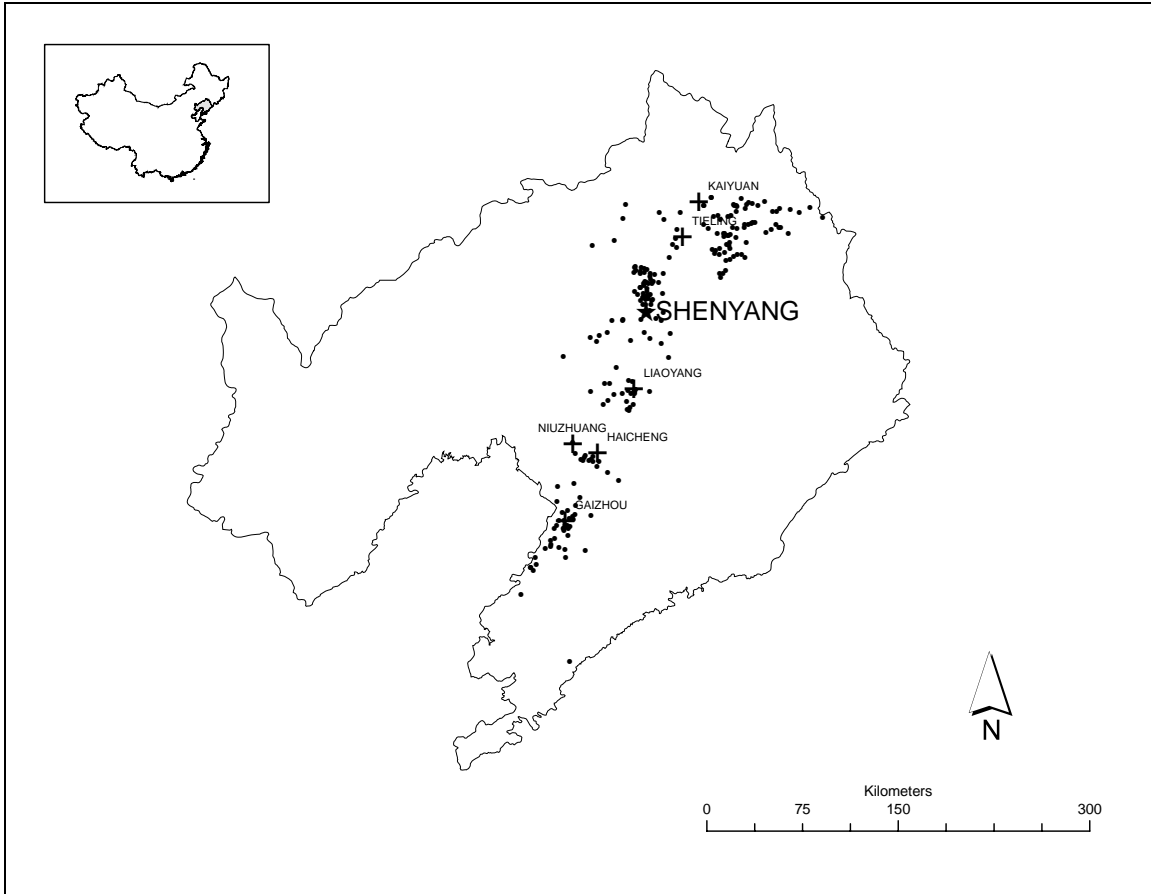 KAIYUAN
TIELING
SHENYANG
LIAOYANG
NIUZHUANG
HAICHENG
GAIZHOU
N
Kilometers
0 75 150 300